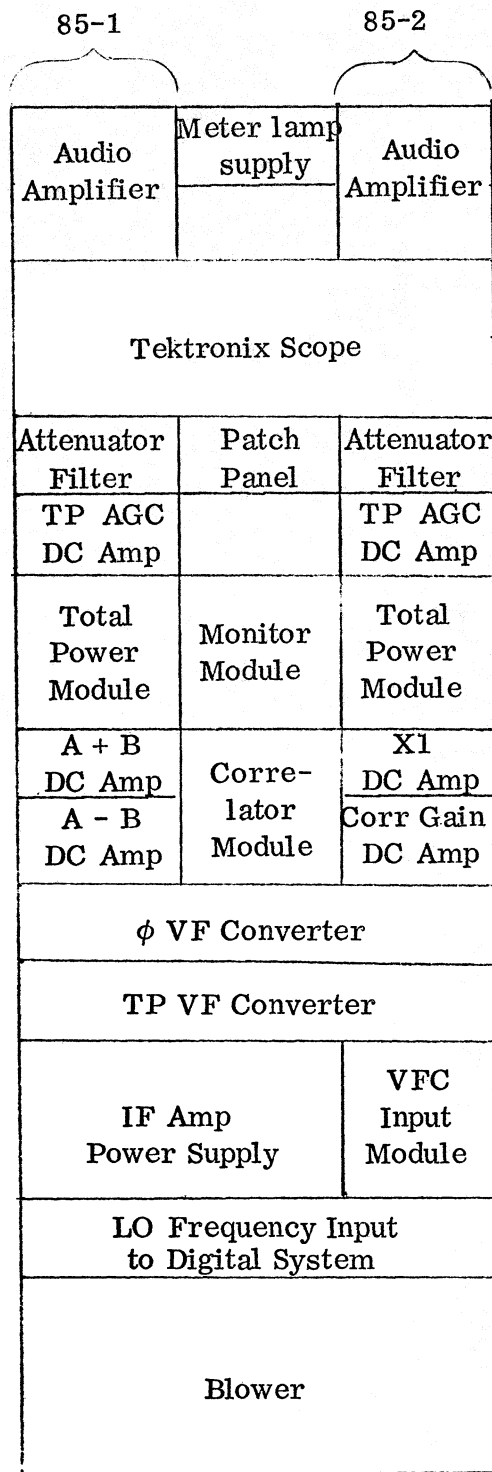 85-1
85-2
Audio
Amplifier
Meter lamp
supply
Audio
Amplifier
Tektronix Scope
Attenuator
Filter
Patch
Panel
Attenuator
Filter
TP AGC
DC Amp
TP AGC
DC Amp
Total
Power
Module
Monitor
Module
Total
Power
Module
A + B
DC Amp
A - B
DC Amp
Corre-
lator
Module
X1
DC Amp
Corr Gain
DC Amp
ϕ VF Converter
TP VF Converter
IF Amp
Power Supply
VFC
Input
Module
LO Frequency Input
to Digital System
Blower